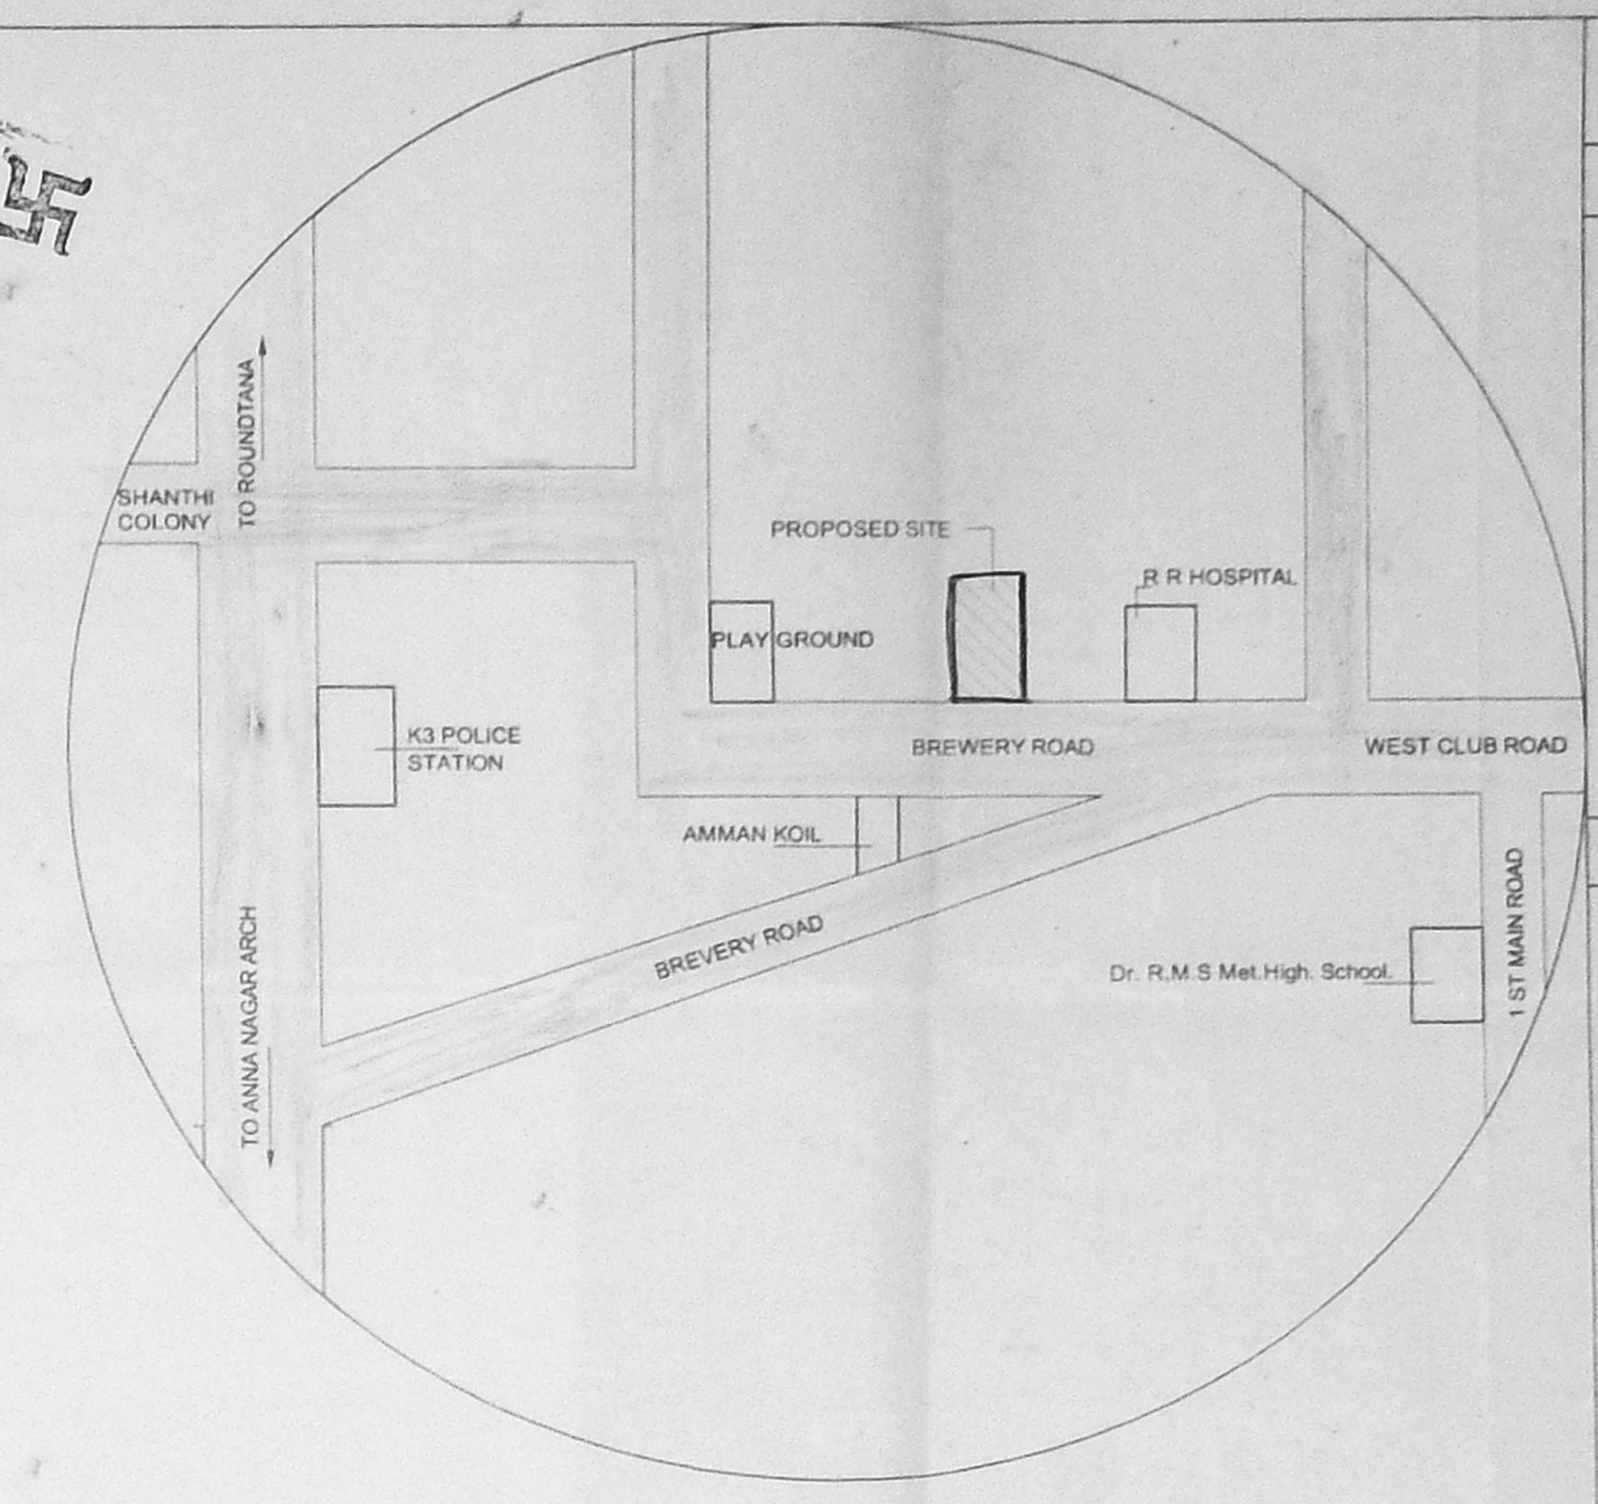 TO ROUNDTANA
SHANTHI
COLONY
PROPOSED SITE
R R HOSPITAL
PLAY GROUND
K3 POLICE
STATION
BREWERY ROAD
WEST CLUB ROAD
AMMAN KOIL
BREVERY ROAD
TO ANNA NAGAR ARCH
Dr. R.M.S Met.High. School.
1 ST MAIN ROAD